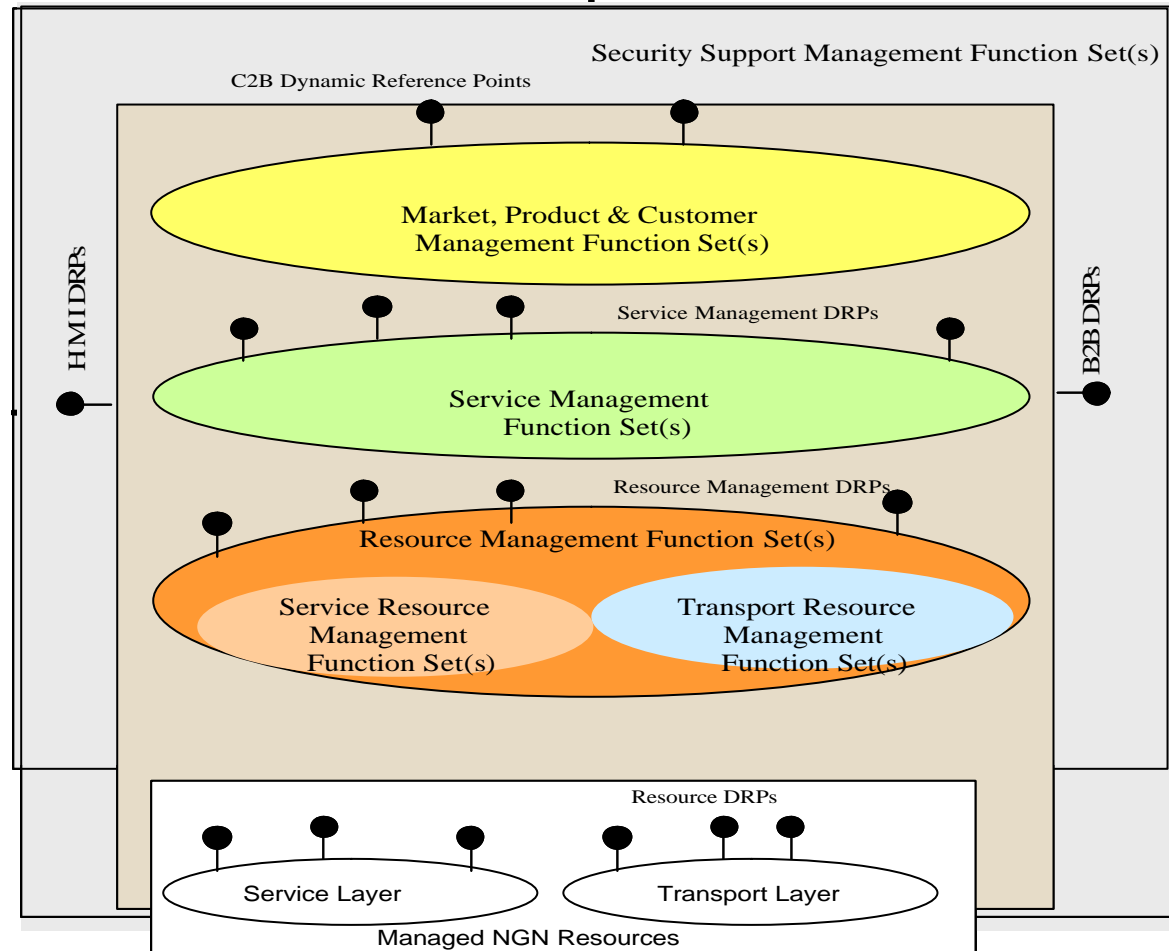 Security Support Management Function Set(s)
C2B Dynamic Reference Points
Market, Product & Customer
Management Function Set(s)
HMI DRPs
B2B DRPs
Service Management DRPs
Service Management
Function Set(s)
Resource Management DRPs
Resource Management Function Set(s)
Service Resource
Management
Function Set(s)
Transport Resource
Management
Function Set(s)
Resource DRPs
Service Layer
Transport Layer
Managed NGN Resources